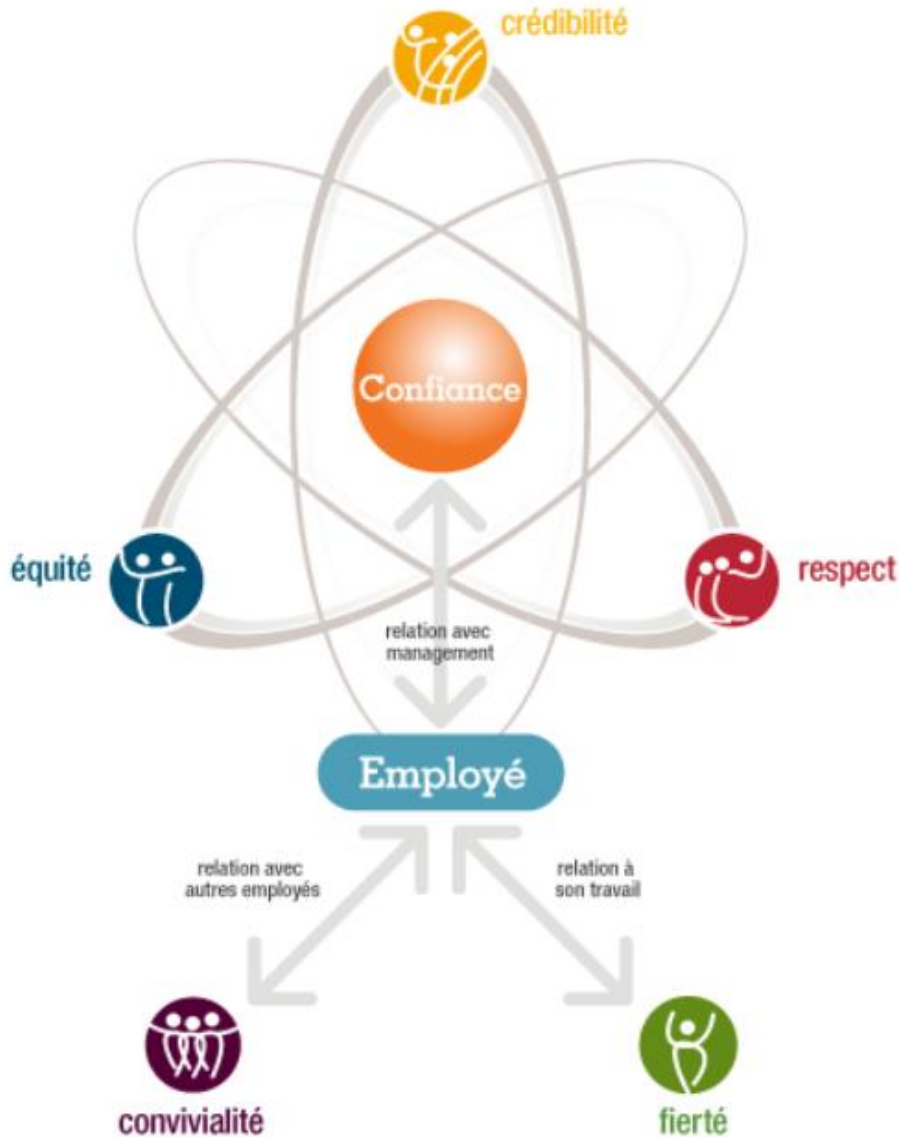 crédibilité
Confiance
équité
respect
relation avec
management
Employé
relation avec
autres employés
relation à
son travail
convivialité
fierté